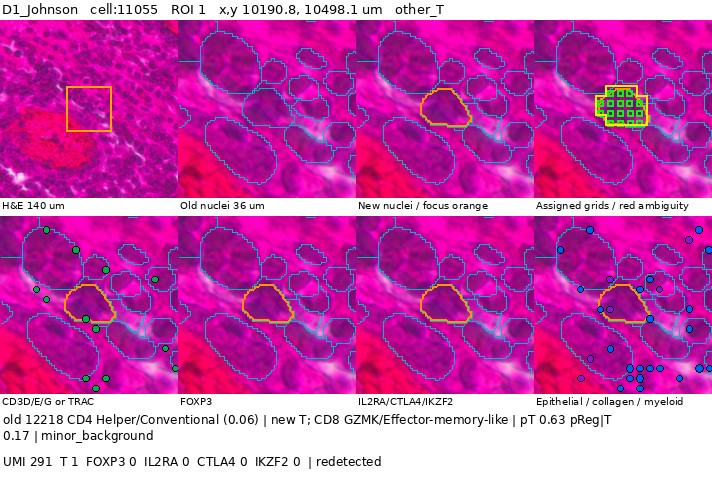 D1_Johnson cell:11055 ROI 1 x,y 10190.8, 10498.1 um other_T
H&E 140 um
Old nuclei 36 um
New nuclei / focus orange
Assigned grids / red ambiguity
CD3D/E/G or TRAC
FOXP3
IL2RA/CTLA4/IKZF2
Epithelial / collagen / myeloid
old 12218 CD4 Helper/Conventional (0.06) | new T; CD8 GZMK/Effector-memory-like | pT 0.63 pReg|T
0.17 | minor_background
UMI 291 T 1 FOXP3 0 IL2RA 0 CTLA4 0 IKZF2 0 | redetected